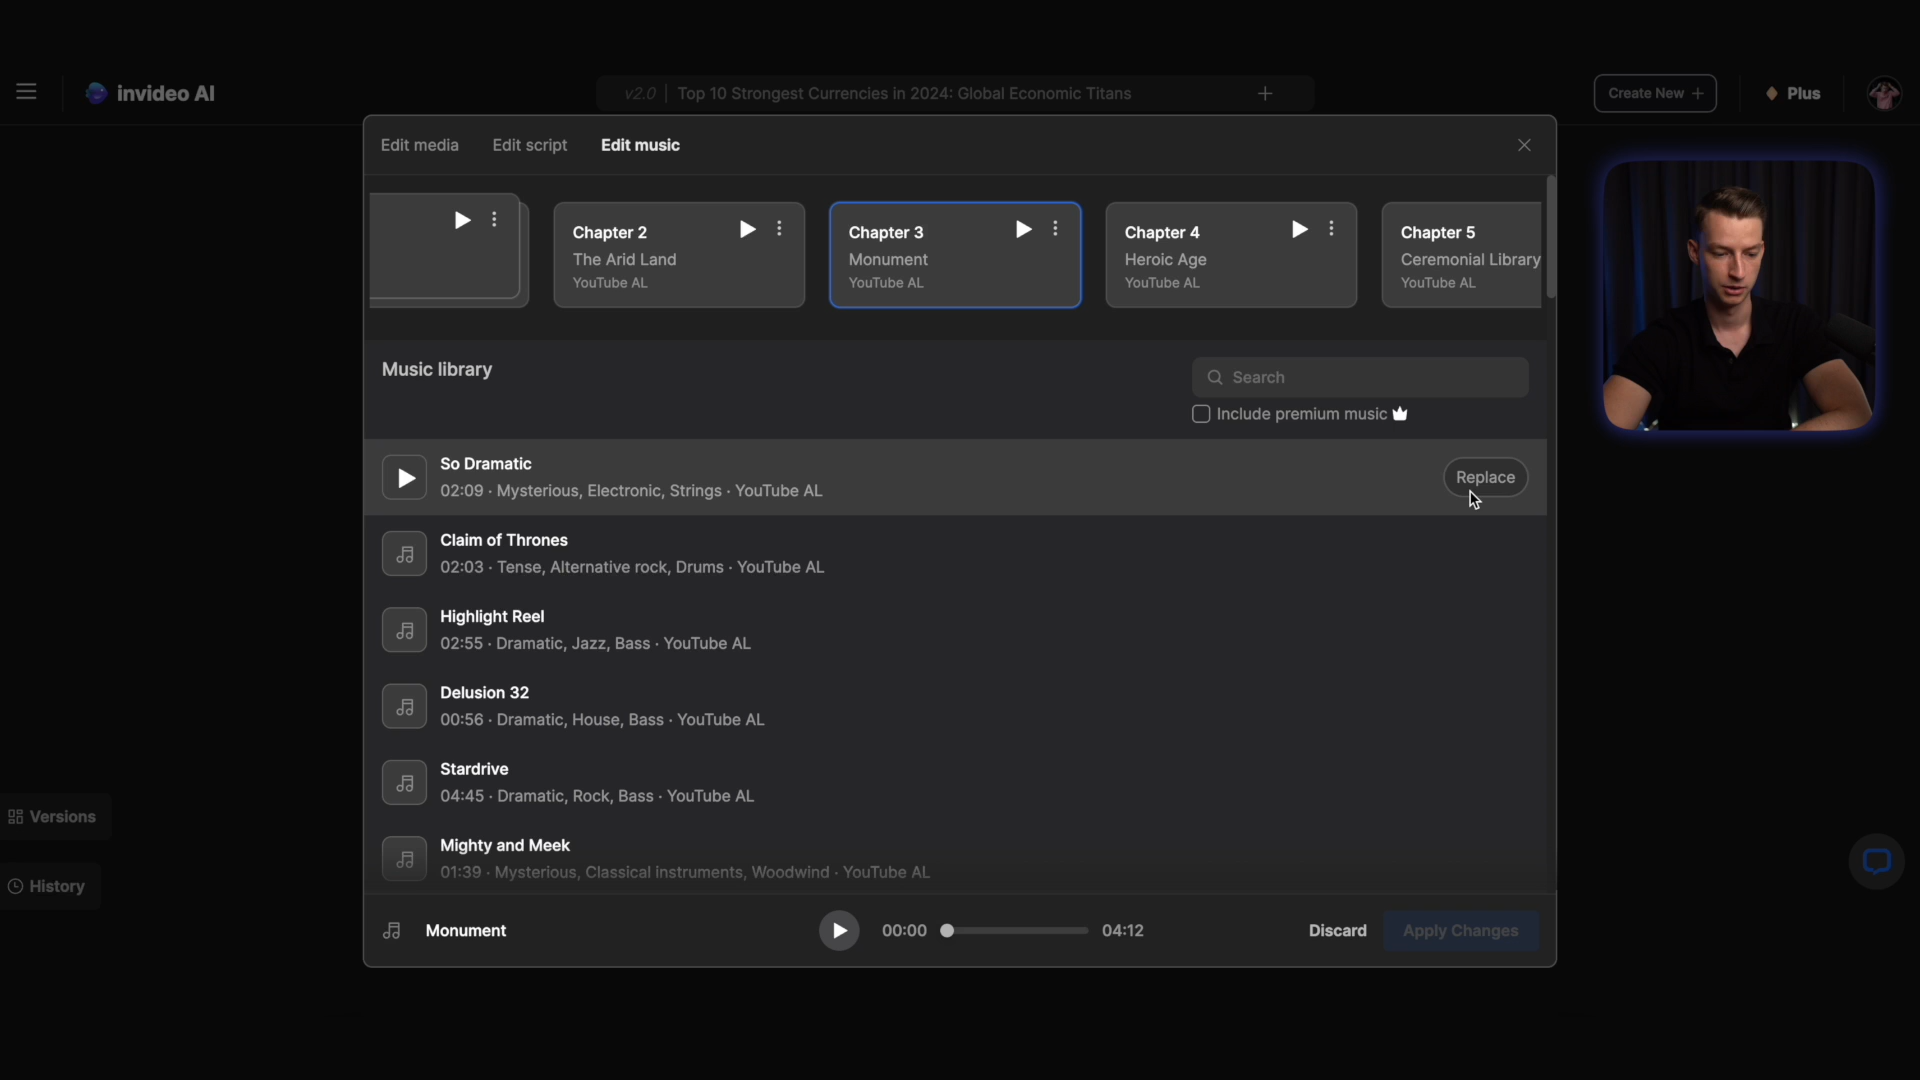 invideo AI
v2.0 | Top 10 Strongest Currencies in 2024: Global Economic Titans
Create New +
Plus
Edit media
Edit script
Edit music
Chapter 2
The Arid Land
YouTube AL
Chapter 3
Monument
YouTube AL
Chapter 4
Heroic Age
YouTube AL
Chapter 5
Ceremonial Library
YouTube AL
Music library
Search
Include premium music
So Dramatic
02:09 · Mysterious, Electronic, Strings · YouTube AL
Replace
Claim of Thrones
02:03 · Tense, Alternative rock, Drums · YouTube AL
Highlight Reel
02:55 · Dramatic, Jazz, Bass · YouTube AL
Delusion 32
00:56 · Dramatic, House, Bass · YouTube AL
Stardrive
04:45 · Dramatic, Rock, Bass · YouTube AL
Mighty and Meek
01:39 · Mysterious, Classical instruments, Woodwind · YouTube AL
Versions
History
Monument
00:00
04:12
Discard
Apply Changes